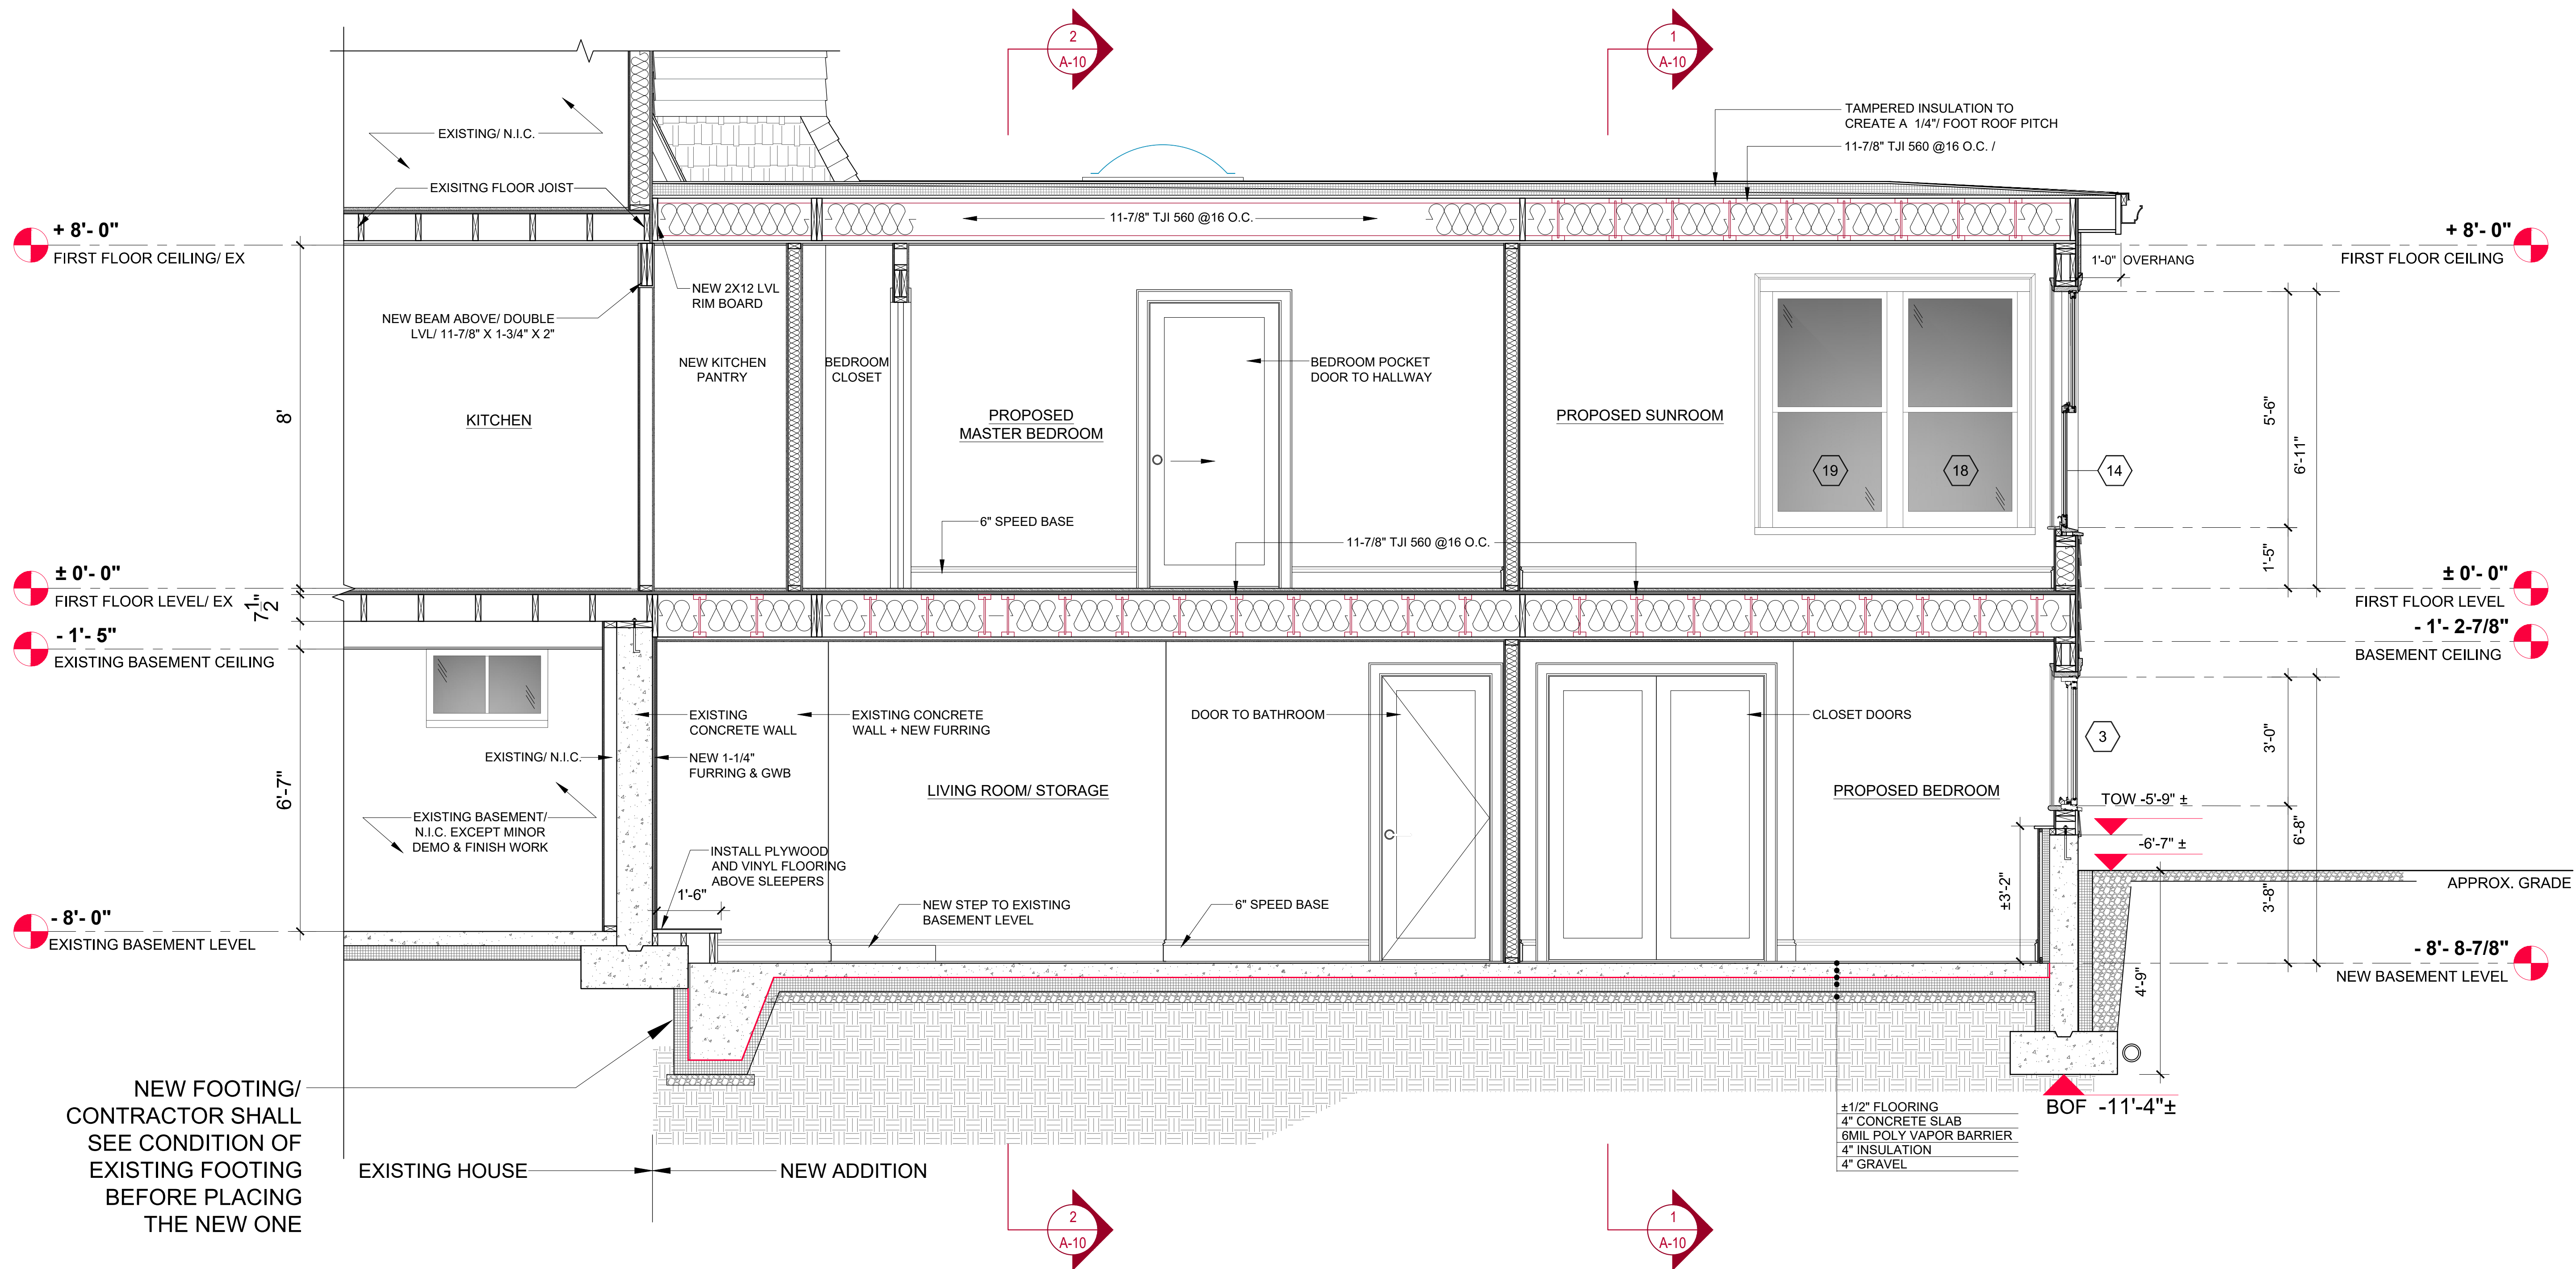 2
A-10
1
A-10
TAMPERED INSULATION TO
CREATE A 1/4"/ FOOT ROOF PITCH
11-7/8" TJI 560 @16 O.C. /
EXISTING/ N.I.C.
EXISITNG FLOOR JOIST
11-7/8" TJI 560 @16 O.C.
+ 8'- 0"
FIRST FLOOR CEILING/ EX
+ 8'- 0"
FIRST FLOOR CEILING
1'-0" OVERHANG
NEW 2X12 LVL
RIM BOARD
NEW BEAM ABOVE/ DOUBLE
LVL/ 11-7/8" X 1-3/4" X 2"
NEW KITCHEN
PANTRY
BEDROOM
CLOSET
BEDROOM POCKET
DOOR TO HALLWAY
8'
KITCHEN
PROPOSED
MASTER BEDROOM
PROPOSED SUNROOM
5'-6"
6'-11"
19
18
14
6" SPEED BASE
11-7/8" TJI 560 @16 O.C.
1'-5"
± 0'- 0"
FIRST FLOOR LEVEL/ EX
7 1/2"
± 0'- 0"
FIRST FLOOR LEVEL
- 1'- 5"
EXISTING BASEMENT CEILING
- 1'- 2-7/8"
BASEMENT CEILING
EXISTING
CONCRETE WALL
EXISTING CONCRETE
WALL + NEW FURRING
DOOR TO BATHROOM
CLOSET DOORS
3
3'-0"
EXISTING/ N.I.C.
NEW 1-1/4"
FURRING & GWB
6'-7"
LIVING ROOM/ STORAGE
PROPOSED BEDROOM
TOW -5'-9" ±
EXISTING BASEMENT/
N.I.C. EXCEPT MINOR
DEMO & FINISH WORK
-6'-7" ±
6'-8"
INSTALL PLYWOOD
AND VINYL FLOORING
ABOVE SLEEPERS
1'-6"
±3'-2"
3'-8"
APPROX. GRADE
NEW STEP TO EXISTING
BASEMENT LEVEL
6" SPEED BASE
- 8'- 0"
EXISTING BASEMENT LEVEL
- 8'- 8-7/8"
NEW BASEMENT LEVEL
4'-9"
NEW FOOTING/
CONTRACTOR SHALL
SEE CONDITION OF
EXISTING FOOTING
BEFORE PLACING
THE NEW ONE
BOF -11'-4"±
±1/2" FLOORING
4" CONCRETE SLAB
6MIL POLY VAPOR BARRIER
4" INSULATION
4" GRAVEL
EXISTING HOUSE
NEW ADDITION
2
A-10
1
A-10